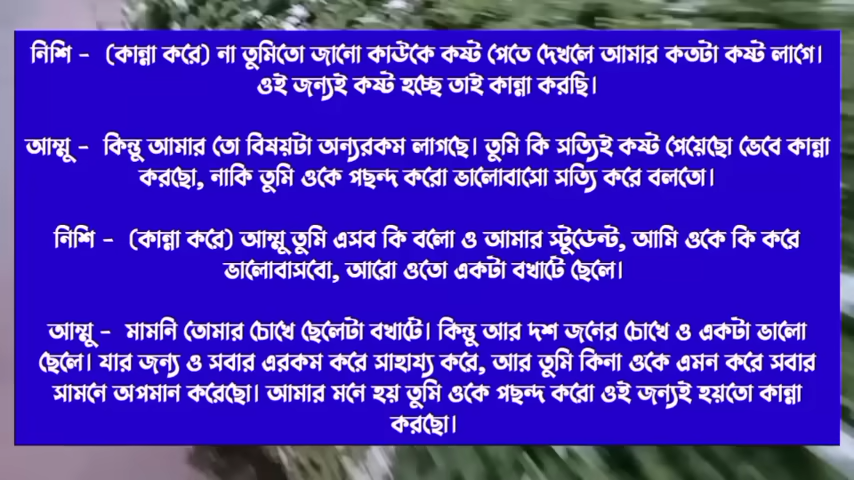 নিশি - (কান্না করে) না তুমিতো জানো কাউকে কষ্ট পেতে দেখলে আমার কতটা কষ্ট লাগে।
ওই জন্যই কষ্ট হচ্ছে তাই কান্না করছি।
আম্মু - কিন্তু আমার তো বিষয়টা অন্যরকম লাগছে। তুমি কি সত্যিই কষ্ট পেয়েছো ভেবে কান্না
করছো, নাকি তুমি ওকে পছন্দ করো ভালোবাসো সত্যি করে বলতো।
নিশি - (কান্না করে) আম্মু তুমি এসব কি বলো ও আমার স্টুডেন্ট, আমি ওকে কি করে
ভালোবাসবো, আরো ওতো একটা বখাটে ছেলে।
আম্মু - মামনি তোমার চোখে ছেলেটা বখাটে। কিন্তু আর দশ জনের চোখে ও একটা ভালো
ছেলে। যার জন্য ও সবার এরকম করে সাহায্য করে, আর তুমি কিনা ওকে এমন করে সবার
সামনে অপমান করেছো। আমার মনে হয় তুমি ওকে পছন্দ করো ওই জন্যই হয়তো কান্না
করছো।